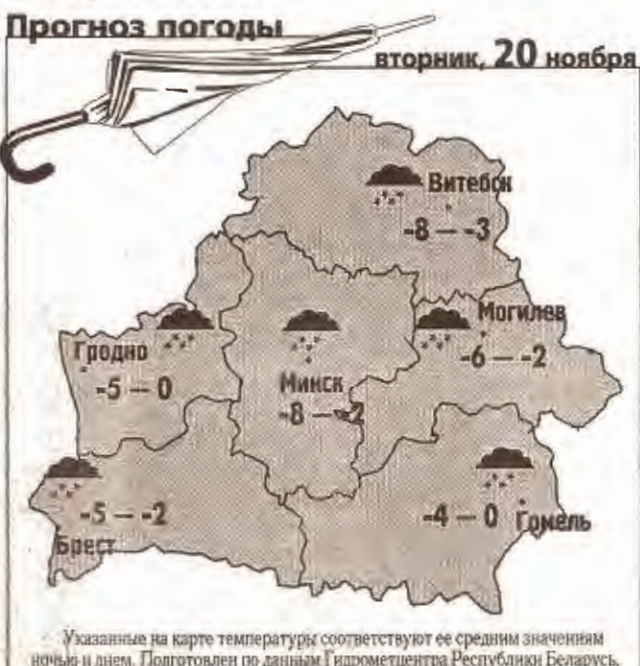 Прогноз погоды
вторник, 20 ноября
Витебск
-8 — -3
Могилев
-6 — -2
Гродно
-5 — 0
Минск
-8 — -2
-5 — -2
Брест
-4 — 0 Гомель
Указанные на карте температуры соответствуют ее средним значениям
ночью и днем. Подготовлен по данным Гидрометцентра Республики Беларусь.